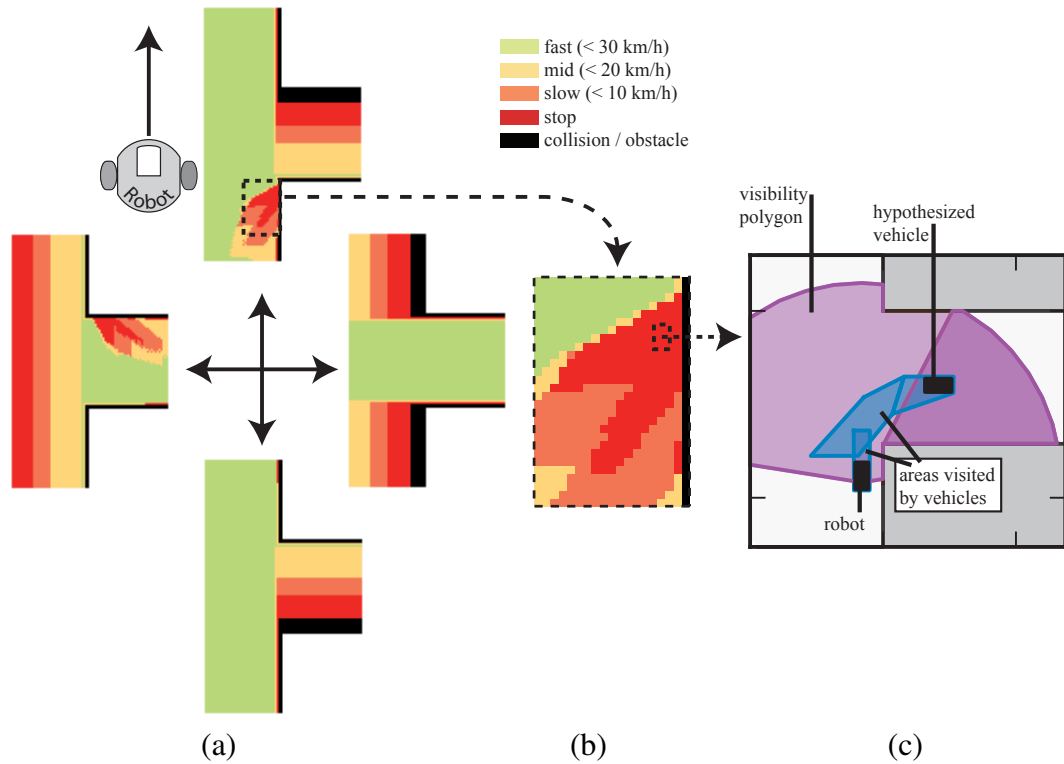 Robot
fast (< 30 km/h)
mid (< 20 km/h)
slow (< 10 km/h)
stop
collision / obstacle
visibility
polygon
hypothesized
vehicle
areas visited
by vehicles
robot
(a)
(b)
(c)